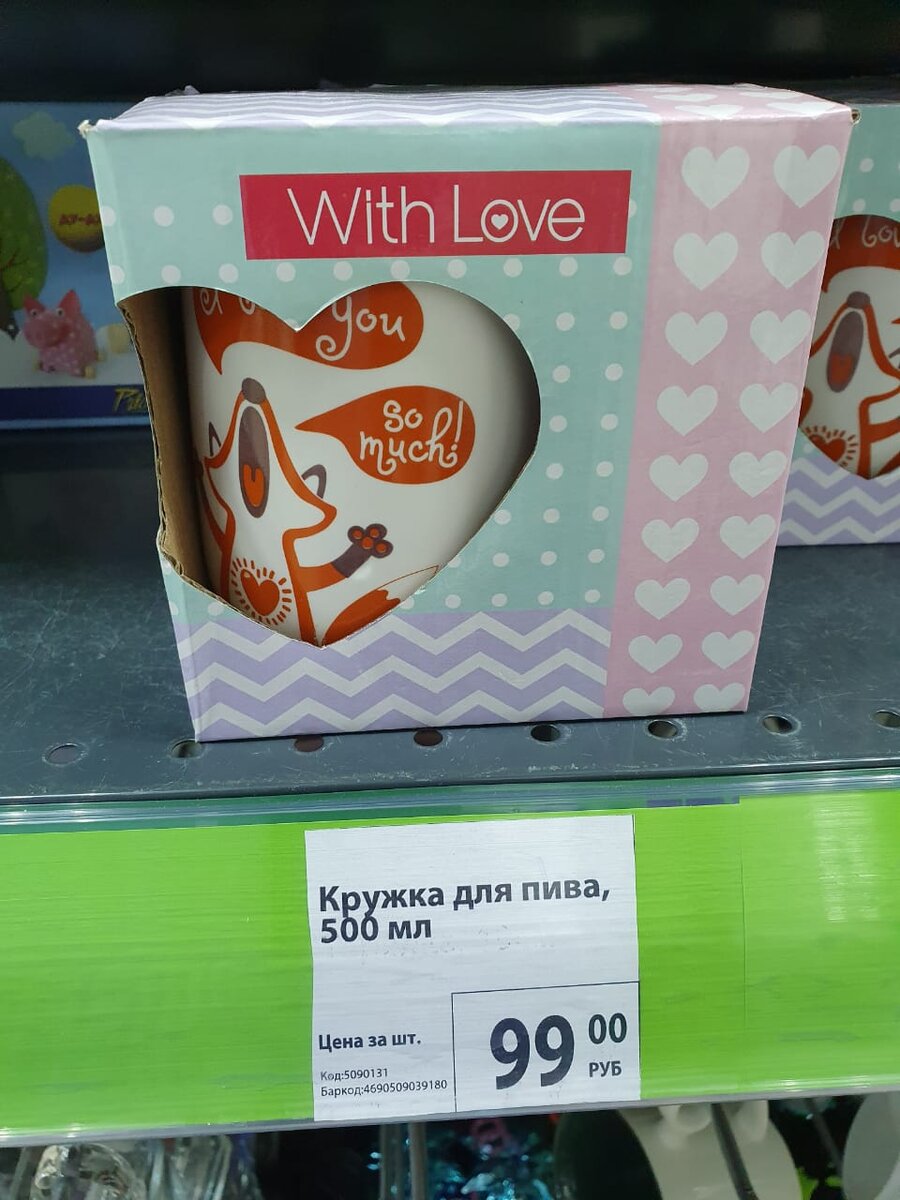 With Love
you
so
much!
Кружка для пива,
500 мл
Цена за шт.
99 00
РУБ
Код:5090131
Баркод:4690509039180